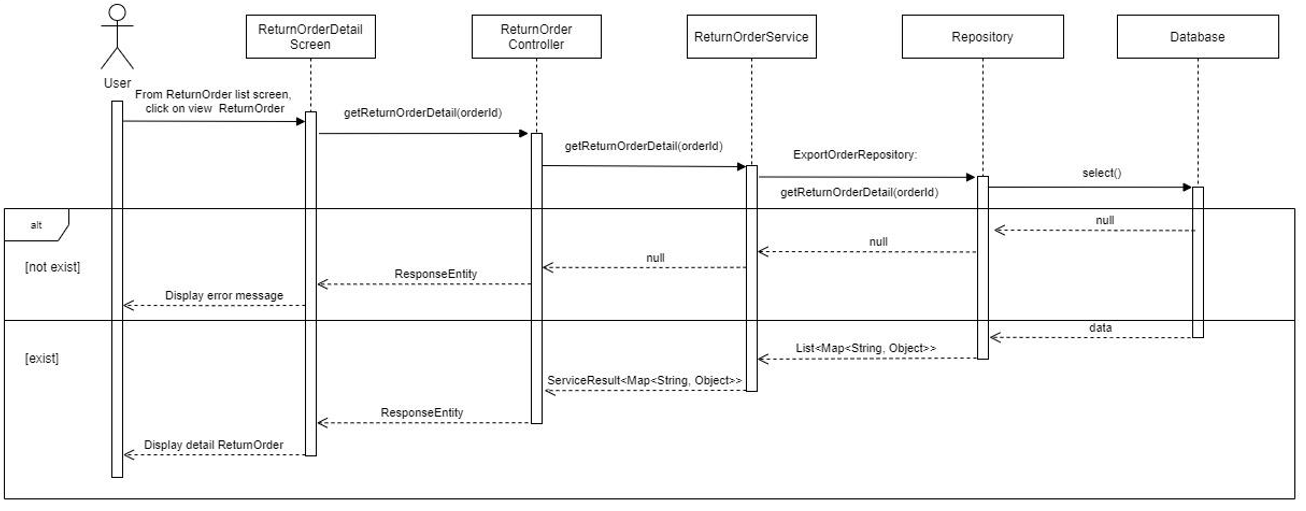 ReturnOrderDetail
Screen
ReturnOrder
Controller
ReturnOrderService
Repository
Database
User
From ReturnOrder list screen,
click on view ReturnOrder
getReturnOrderDetail(orderId)
getReturnOrderDetail(orderId)
ExportOrderRepository:
getReturnOrderDetail(orderId)
select()
alt
[not exist]
null
null
null
ResponseEntity
Display error message
[exist]
data
List<Map<String, Object>>
ServiceResult<Map<String, Object>>
ResponseEntity
Display detail ReturnOrder